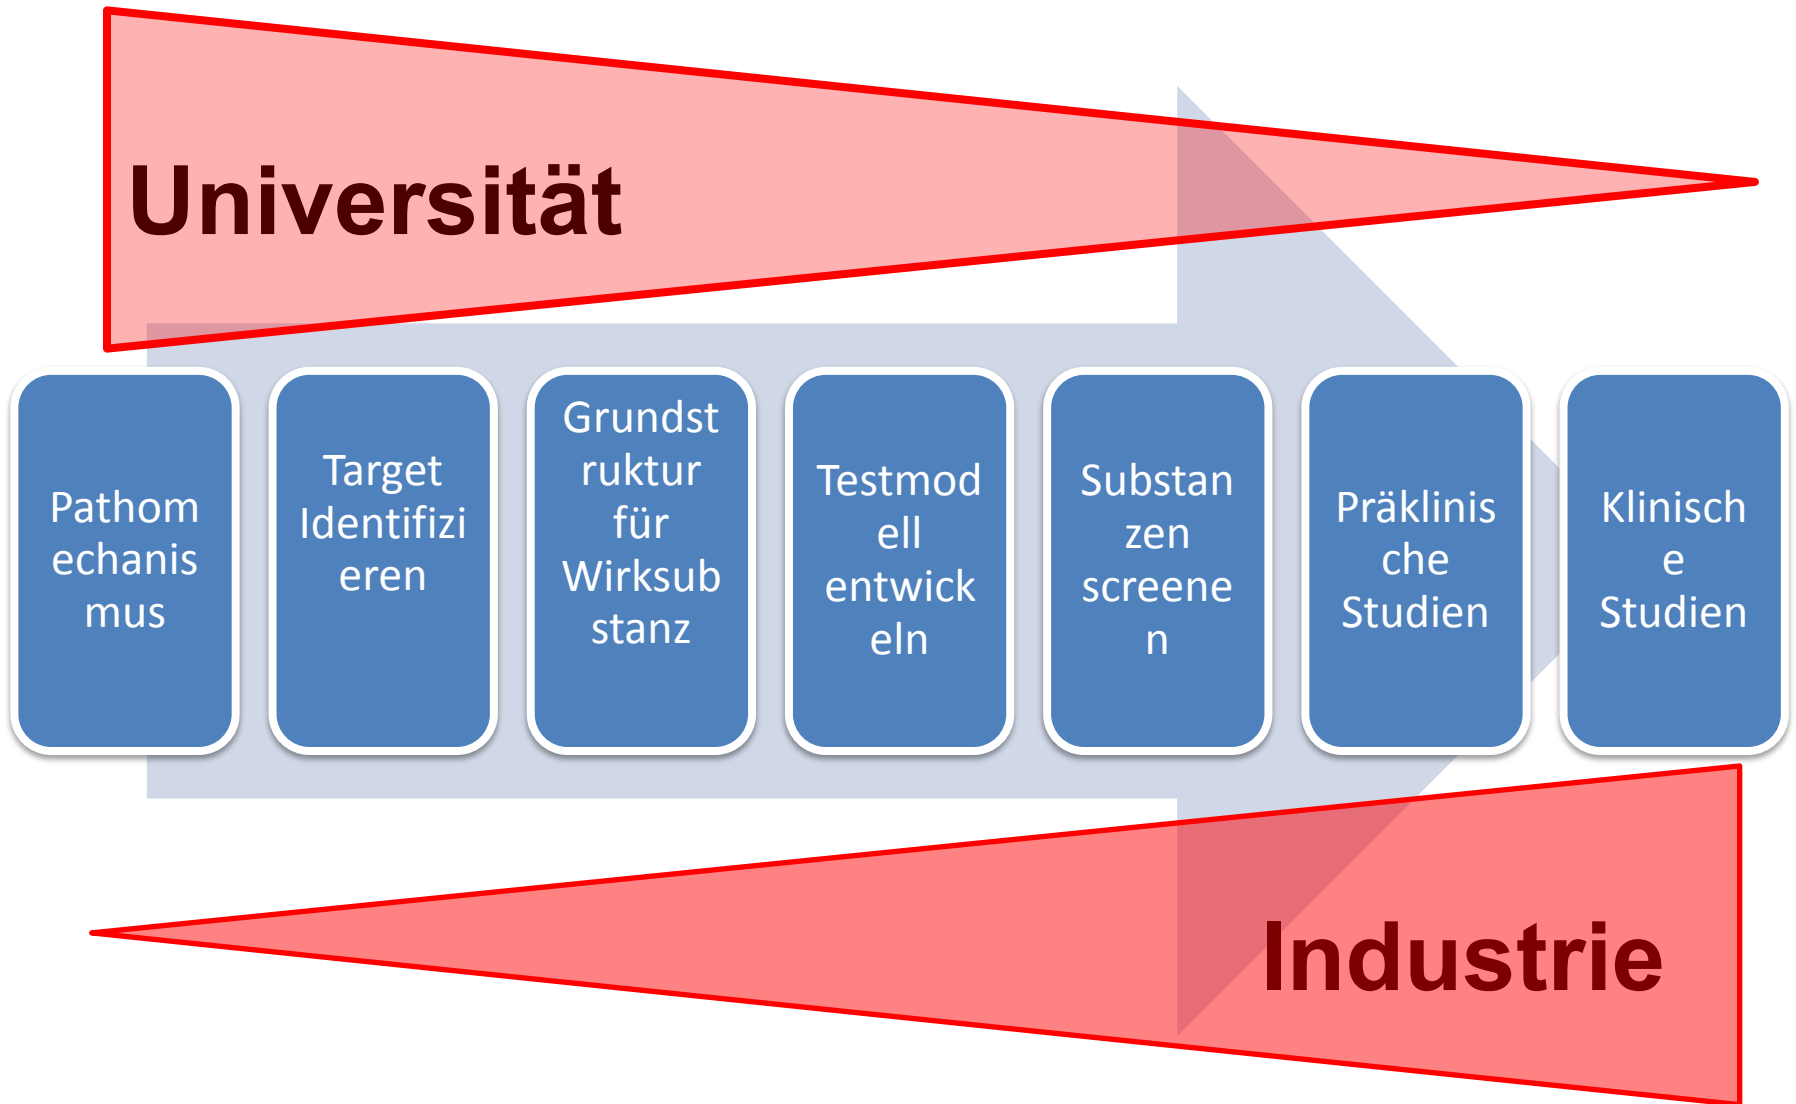 Universität
Pathom
echanis
mus
Target
Identifizi
eren
Grundst
ruktur
für
Wirksub
stanz
Testmod
ell
entwick
eln
Substan
zen
screene
n
Präklinis
che
Studien
Klinisch
e
Studien
Industrie